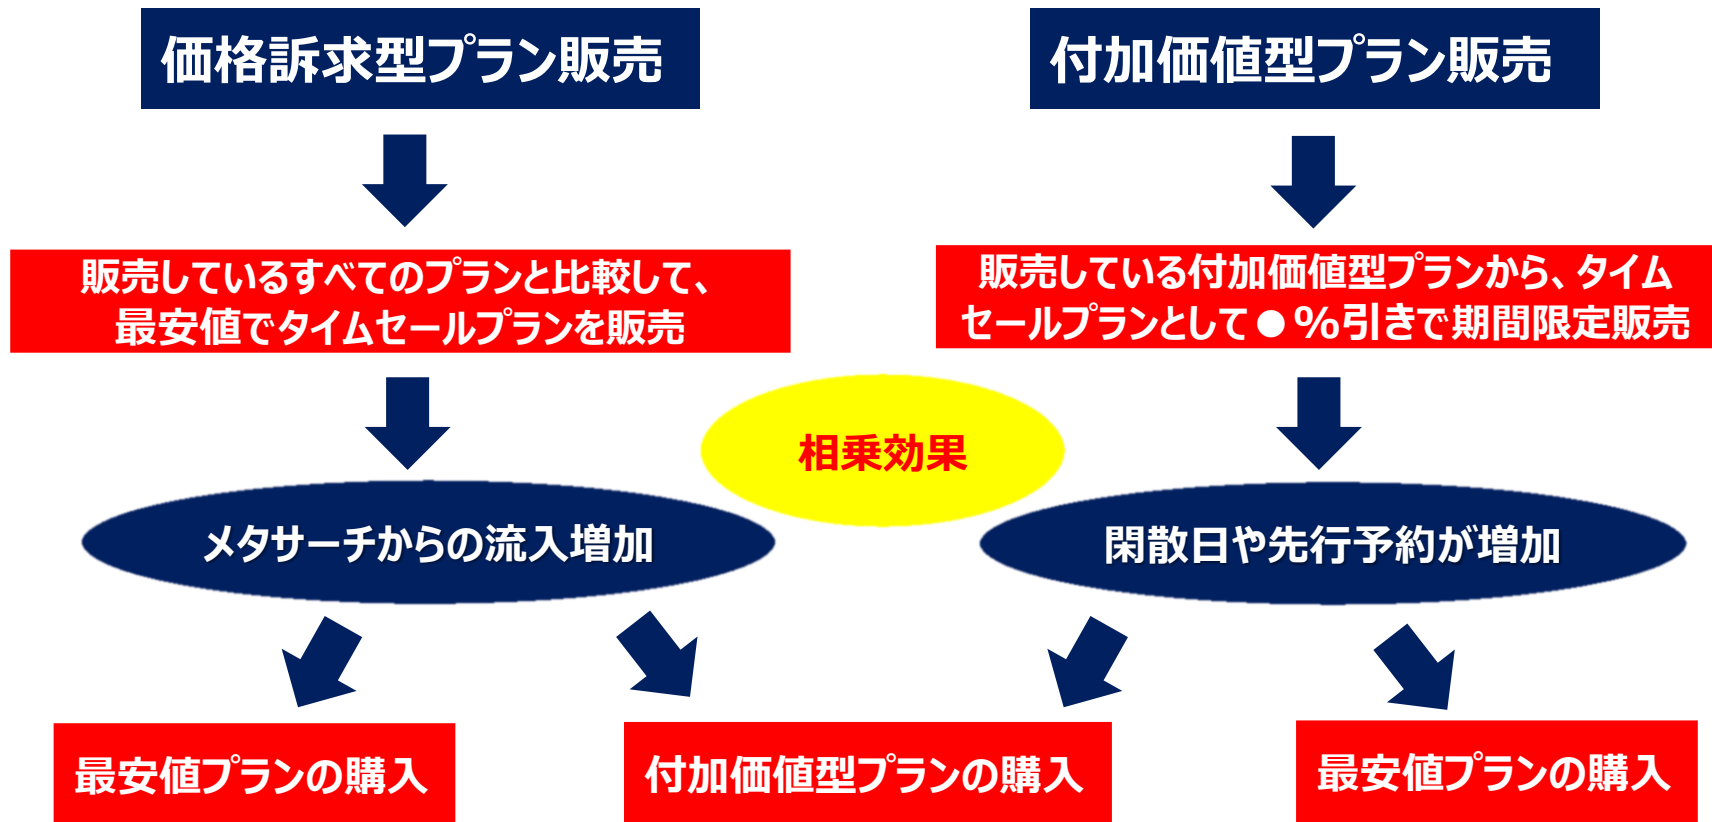 価格訴求型プラン販売
付加価値型プラン販売
販売しているすべてのプランと比較して、
最安値でタイムセールプランを販売
販売している付加価値型プランから、タイム
セールプランとして●%引きで期間限定販売
相乗効果
メタサーチからの流入増加
閑散日や先行予約が増加
最安値プランの購入
付加価値型プランの購入
最安値プランの購入